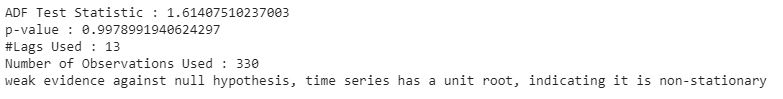 ADF Test Statistic : 1.61407510237003
p-value : 0.9978991940624297
#Lags Used : 13
Number of Observations Used : 330
weak evidence against null hypothesis, time series has a unit root, indicating it is non-stationary